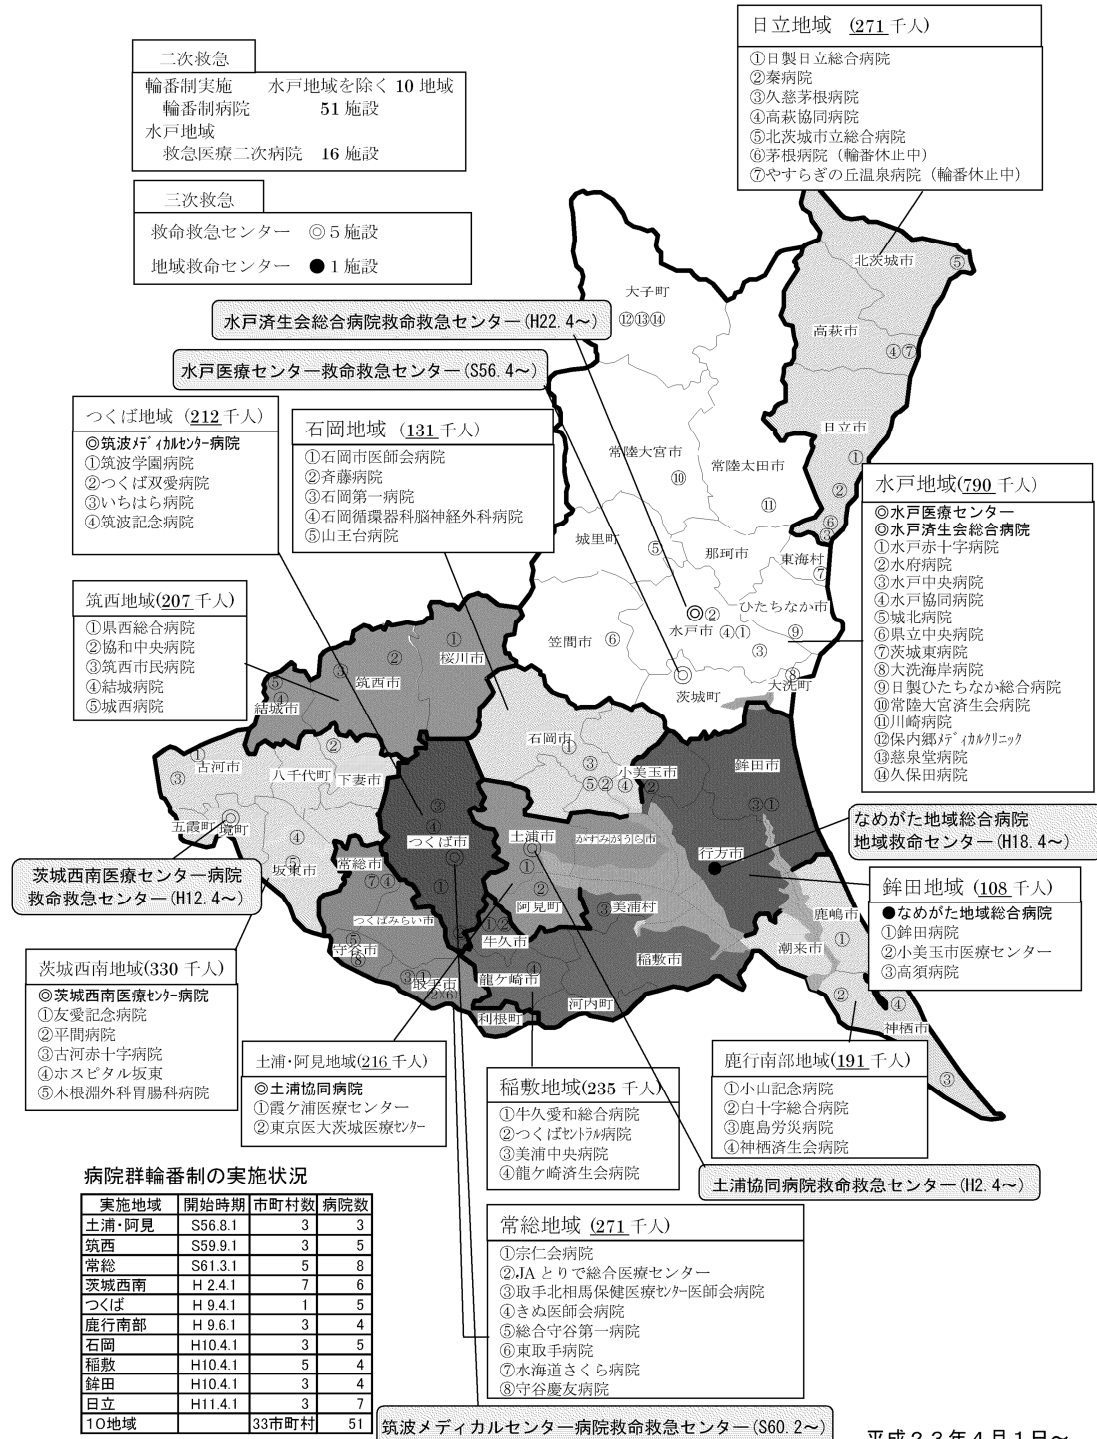 二次救急
輪番制実施 水戸地域を除く 10 地域
輪番制病院 51 施設
水戸地域
救急医療二次病院 16 施設
三次救急
救命救急センター ◎5 施設
地域救命センター ●1 施設
日立地域 (271 千人)
①日製日立総合病院
②秦病院
③久慈茅根病院
④高萩協同病院
⑤北茨城市立総合病院
⑥茅根病院（輪番休止中）
⑦やすらぎの丘温泉病院（輪番休止中）
水戸済生会総合病院救命救急センター(H22.4～)
水戸医療センター救命救急センター(S56.4～)
つくば地域 (212 千人)
◎筑波ﾒﾃﾞｨｶﾙｾﾝﾀｰ病院
①筑波学園病院
②つくば双愛病院
③いちはら病院
④筑波記念病院
石岡地域 (131 千人)
①石岡市医師会病院
②斉藤病院
③石岡第一病院
④石岡循環器科脳神経外科病院
⑤山王台病院
筑西地域(207 千人)
①県西総合病院
②協和中央病院
③筑西市民病院
④結城病院
⑤城西病院
水戸地域(790 千人)
◎水戸医療センター
◎水戸済生会総合病院
①水戸赤十字病院
②水府病院
③水戸中央病院
④水戸協同病院
⑤城北病院
⑥県立中央病院
⑦茨城東病院
⑧大洗海岸病院
⑨日製ひたちなか総合病院
⑩常陸大宮済生会病院
⑪川崎病院
⑫保内郷ﾒﾃﾞｨｶﾙｸﾘﾆｯｸ
⑬慈泉堂病院
⑭久保田病院
北茨城市
⑤
大子町
⑫⑬⑭
高萩市
④⑦
日立市
①
②
⑥
③
常陸大宮市
⑩
常陸太田市
⑪
城里町
⑤
那珂市
東海村
⑦
ひたちなか市
⑨
水戸市
◎②
④①
③
笠間市
⑥
◎
茨城町
⑧
大洗町
桜川市
①
②
③
筑西市
⑤
④
結城市
石岡市
①
③
⑤②④
小美玉市
②
鉾田市
③①
①
古河市
③
②
八千代町
下妻市
五霞町
境町
◎
④
⑤
坂東市
常総市
⑦④
つくばみらい市
⑤
守谷市
⑧
③①
取手市
②⑥
③
④
つくば市
◎
①
土浦市
◎
①
かすみがうら市
②
阿見町
①②
牛久市
③
美浦村
稲敷市
④
龍ケ崎市
河内町
利根町
行方市
●
鹿嶋市
①
潮来市
②
④
神栖市
③
なめがた地域総合病院
地域救命センター(H18.4～)
鉾田地域 (108 千人)
●なめがた地域総合病院
①鉾田病院
②小美玉市医療センター
③高須病院
茨城西南医療センター病院
救命救急センター(H12.4～)
茨城西南地域(330 千人)
◎茨城西南医療ｾﾝﾀｰ病院
①友愛記念病院
②平間病院
③古河赤十字病院
④ホスピタル坂東
⑤木根淵外科胃腸科病院
土浦・阿見地域(216 千人)
◎土浦協同病院
①霞ケ浦医療センター
②東京医大茨城医療ｾﾝﾀｰ
稲敷地域(235 千人)
①牛久愛和総合病院
②つくばｾﾝﾄﾗﾙ病院
③美浦中央病院
④龍ケ崎済生会病院
鹿行南部地域(191 千人)
①小山記念病院
②白十字総合病院
③鹿島労災病院
④神栖済生会病院
土浦協同病院救命救急センター(H2.4～)
常総地域 (271 千人)
①宗仁会病院
②JA とりで総合医療センター
③取手北相馬保健医療ｾﾝﾀｰ医師会病院
④きぬ医師会病院
⑤総合守谷第一病院
⑥東取手病院
⑦水海道さくら病院
⑧守谷慶友病院
病院群輪番制の実施状況
実施地域 開始時期 市町村数 病院数
土浦・阿見 S56.8.1 3 3
筑西 S59.9.1 3 5
常総 S61.3.1 5 8
茨城西南 H 2.4.1 7 6
つくば H 9.4.1 1 5
鹿行南部 H 9.6.1 3 4
石岡 H10.4.1 3 5
稲敷 H10.4.1 5 4
鉾田 H10.4.1 3 4
日立 H11.4.1 3 7
10地域 33市町村 51
筑波メディカルセンター病院救命救急センター(S60.2～)
平成23年4月1日～